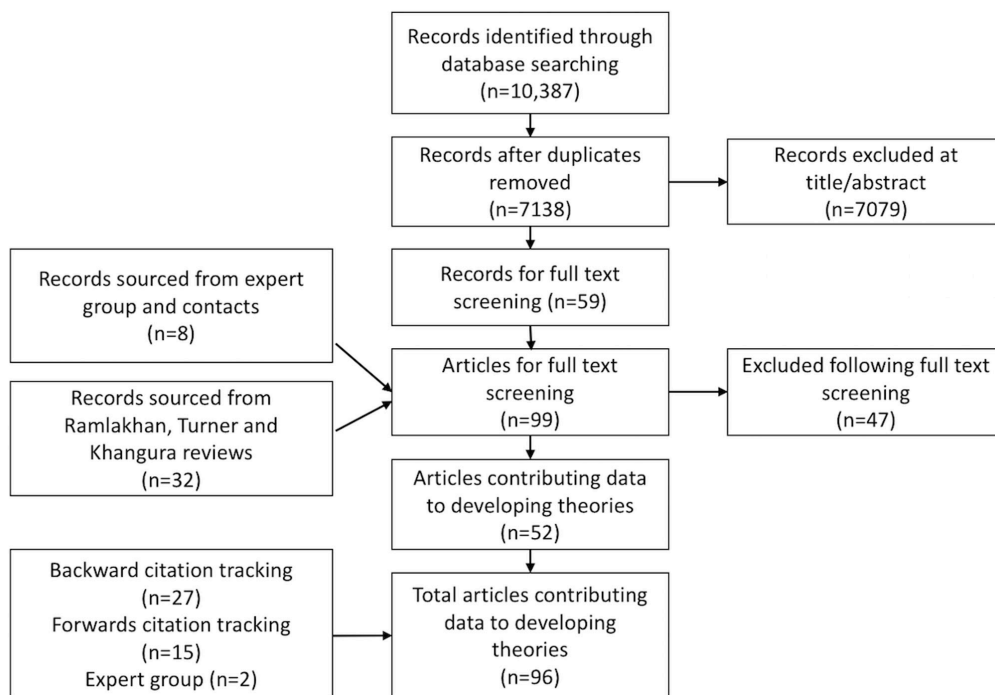 Records identified through
database searching
(n=10,387)
Records after duplicates
removed
(n=7138)
Records excluded at
title/abstract
(n=7079)
Records for full text
screening (n=59)
Records sourced from expert
group and contacts
(n=8)
Records sourced from
Ramlakhan, Turner and
Khangura reviews
(n=32)
Articles for full text
screening
(n=99)
Excluded following full text
screening
(n=47)
Articles contributing data
to developing theories
(n=52)
Backward citation tracking
(n=27)
Forwards citation tracking
(n=15)
Expert group (n=2)
Total articles contributing
data to developing
theories
(n=96)